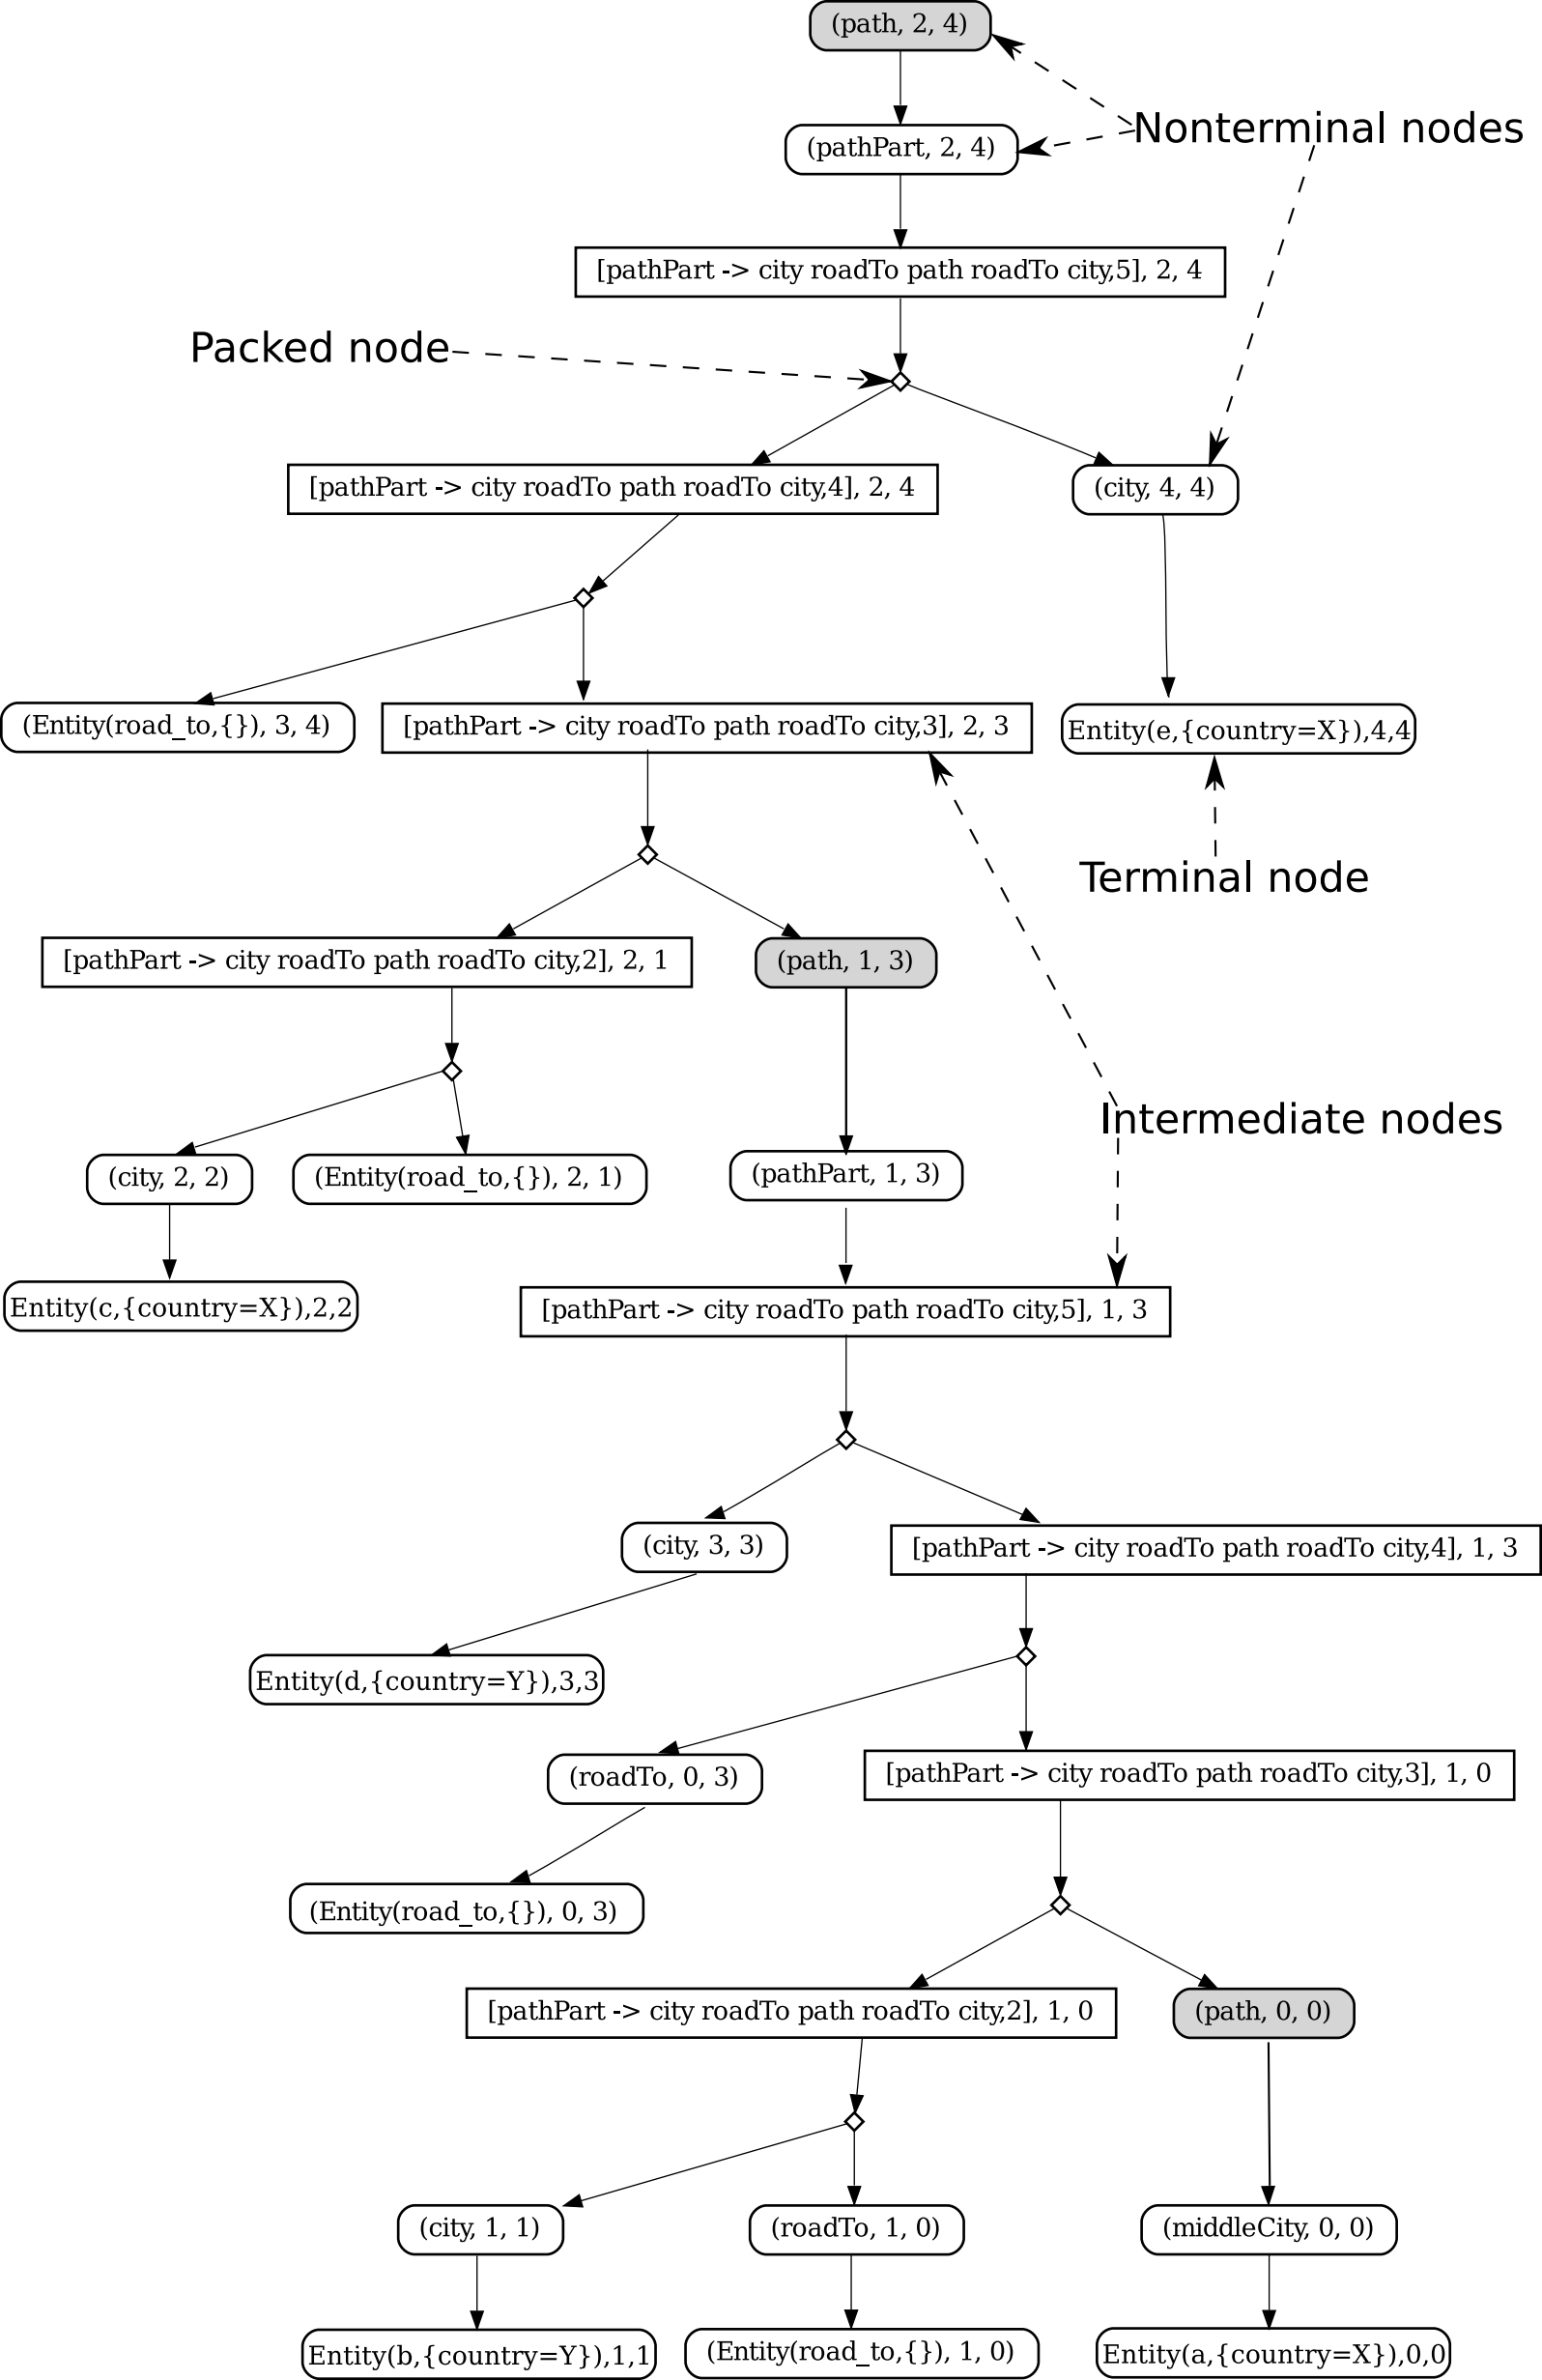 (path, 2, 4)
Nonterminal nodes
(pathPart, 2, 4)
[pathPart -> city roadTo path roadTo city,5], 2, 4
Packed node
[pathPart -> city roadTo path roadTo city,4], 2, 4
(city, 4, 4)
(Entity(road_to,{}), 3, 4)
[pathPart -> city roadTo path roadTo city,3], 2, 3
Entity(e,{country=X}),4,4
Terminal node
[pathPart -> city roadTo path roadTo city,2], 2, 1
(path, 1, 3)
Intermediate nodes
(city, 2, 2)
(Entity(road_to,{}), 2, 1)
(pathPart, 1, 3)
Entity(c,{country=X}),2,2
[pathPart -> city roadTo path roadTo city,5], 1, 3
(city, 3, 3)
[pathPart -> city roadTo path roadTo city,4], 1, 3
Entity(d,{country=Y}),3,3
(roadTo, 0, 3)
[pathPart -> city roadTo path roadTo city,3], 1, 0
(Entity(road_to,{}), 0, 3)
[pathPart -> city roadTo path roadTo city,2], 1, 0
(path, 0, 0)
(city, 1, 1)
(roadTo, 1, 0)
(middleCity, 0, 0)
Entity(b,{country=Y}),1,1
(Entity(road_to,{}), 1, 0)
Entity(a,{country=X}),0,0